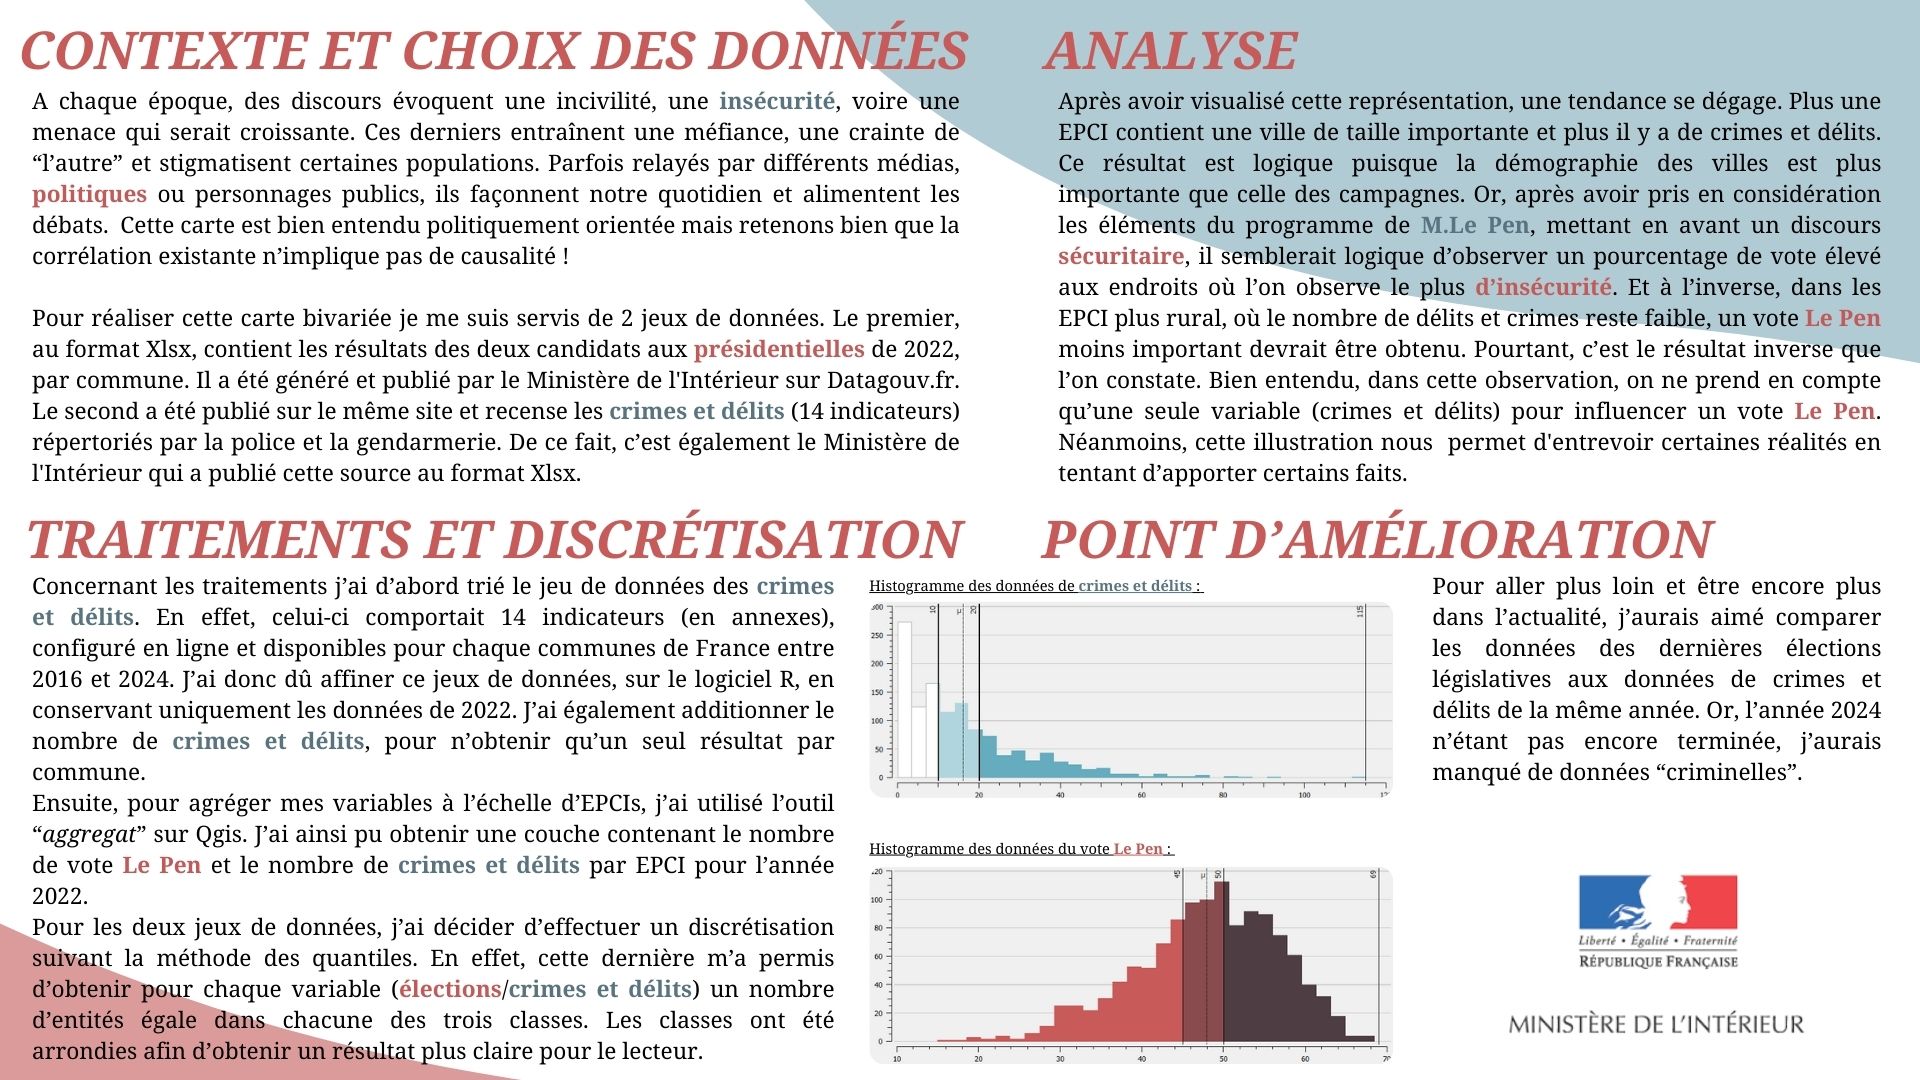 CONTEXTE ET CHOIX DES DONNÉES
A chaque époque, des discours évoquent une incivilité, une insécurité, voire une
menace qui serait croissante. Ces derniers entraînent une méfiance, une crainte de
“l’autre” et stigmatisent certaines populations. Parfois relayés par différents médias,
politiques ou personnages publics, ils façonnent notre quotidien et alimentent les
débats. Cette carte est bien entendu politiquement orientée mais retenons bien que la
corrélation existante n’implique pas de causalité !
Pour réaliser cette carte bivariée je me suis servis de 2 jeux de données. Le premier,
au format Xlsx, contient les résultats des deux candidats aux présidentielles de 2022,
par commune. Il a été généré et publié par le Ministère de l'Intérieur sur Datagouv.fr.
Le second a été publié sur le même site et recense les crimes et délits (14 indicateurs)
répertoriés par la police et la gendarmerie. De ce fait, c’est également le Ministère de
l'Intérieur qui a publié cette source au format Xlsx.
ANALYSE
Après avoir visualisé cette représentation, une tendance se dégage. Plus une
EPCI contient une ville de taille importante et plus il y a de crimes et délits.
Ce résultat est logique puisque la démographie des villes est plus
importante que celle des campagnes. Or, après avoir pris en considération
les éléments du programme de M.Le Pen, mettant en avant un discours
sécuritaire, il semblerait logique d’observer un pourcentage de vote élevé
aux endroits où l’on observe le plus d’insécurité. Et à l’inverse, dans les
EPCI plus rural, où le nombre de délits et crimes reste faible, un vote Le Pen
moins important devrait être obtenu. Pourtant, c’est le résultat inverse que
l’on constate. Bien entendu, dans cette observation, on ne prend en compte
qu’une seule variable (crimes et délits) pour influencer un vote Le Pen.
Néanmoins, cette illustration nous permet d'entrevoir certaines réalités en
tentant d’apporter certains faits.
TRAITEMENTS ET DISCRÉTISATION
Concernant les traitements j’ai d’abord trié le jeu de données des crimes
et délits. En effet, celui-ci comportait 14 indicateurs (en annexes),
configuré en ligne et disponibles pour chaque communes de France entre
2016 et 2024. J’ai donc dû affiner ce jeux de données, sur le logiciel R, en
conservant uniquement les données de 2022. J’ai également additionner le
nombre de crimes et délits, pour n’obtenir qu’un seul résultat par
commune.
Ensuite, pour agréger mes variables à l’échelle d’EPCIs, j’ai utilisé l’outil
“aggregat” sur Qgis. J’ai ainsi pu obtenir une couche contenant le nombre
de vote Le Pen et le nombre de crimes et délits par EPCI pour l’année
2022.
Pour les deux jeux de données, j’ai décider d’effectuer un discrétisation
suivant la méthode des quantiles. En effet, cette dernière m’a permis
d’obtenir pour chaque variable (élections/crimes et délits) un nombre
d’entités égale dans chacune des trois classes. Les classes ont été
arrondies afin d’obtenir un résultat plus claire pour le lecteur.
Histogramme des données de crimes et délits :
10 20 115
300
250
200
150
100
50
0
0 20 40 60 80 100
Histogramme des données du vote Le Pen :
45 50 69
100
80
60
40
20
0
10 20 30 40 50 60
POINT D’AMÉLIORATION
Pour aller plus loin et être encore plus
dans l’actualité, j’aurais aimé comparer
les données des dernières élections
législatives aux données de crimes et
délits de la même année. Or, l’année 2024
n’étant pas encore terminée, j’aurais
manqué de données “criminelles”.
Liberté • Égalité • Fraternité
RÉPUBLIQUE FRANÇAISE
MINISTÈRE DE L’INTÉRIEUR